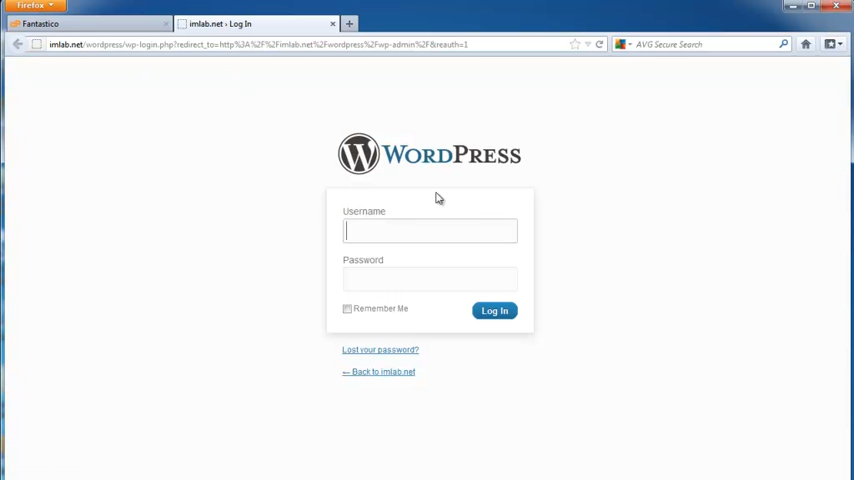 Firefox
Fantastico
imlab.net › Log In
imlab.net/wordpress/wp-login.php?redirect_to=http%3A%2F%2Fimlab.net%2Fwordpress%2Fwp-admin%2F&reauth=1
AVG Secure Search
WORDPRESS
Username
Password
Remember Me
Log In
Lost your password?
← Back to imlab.net